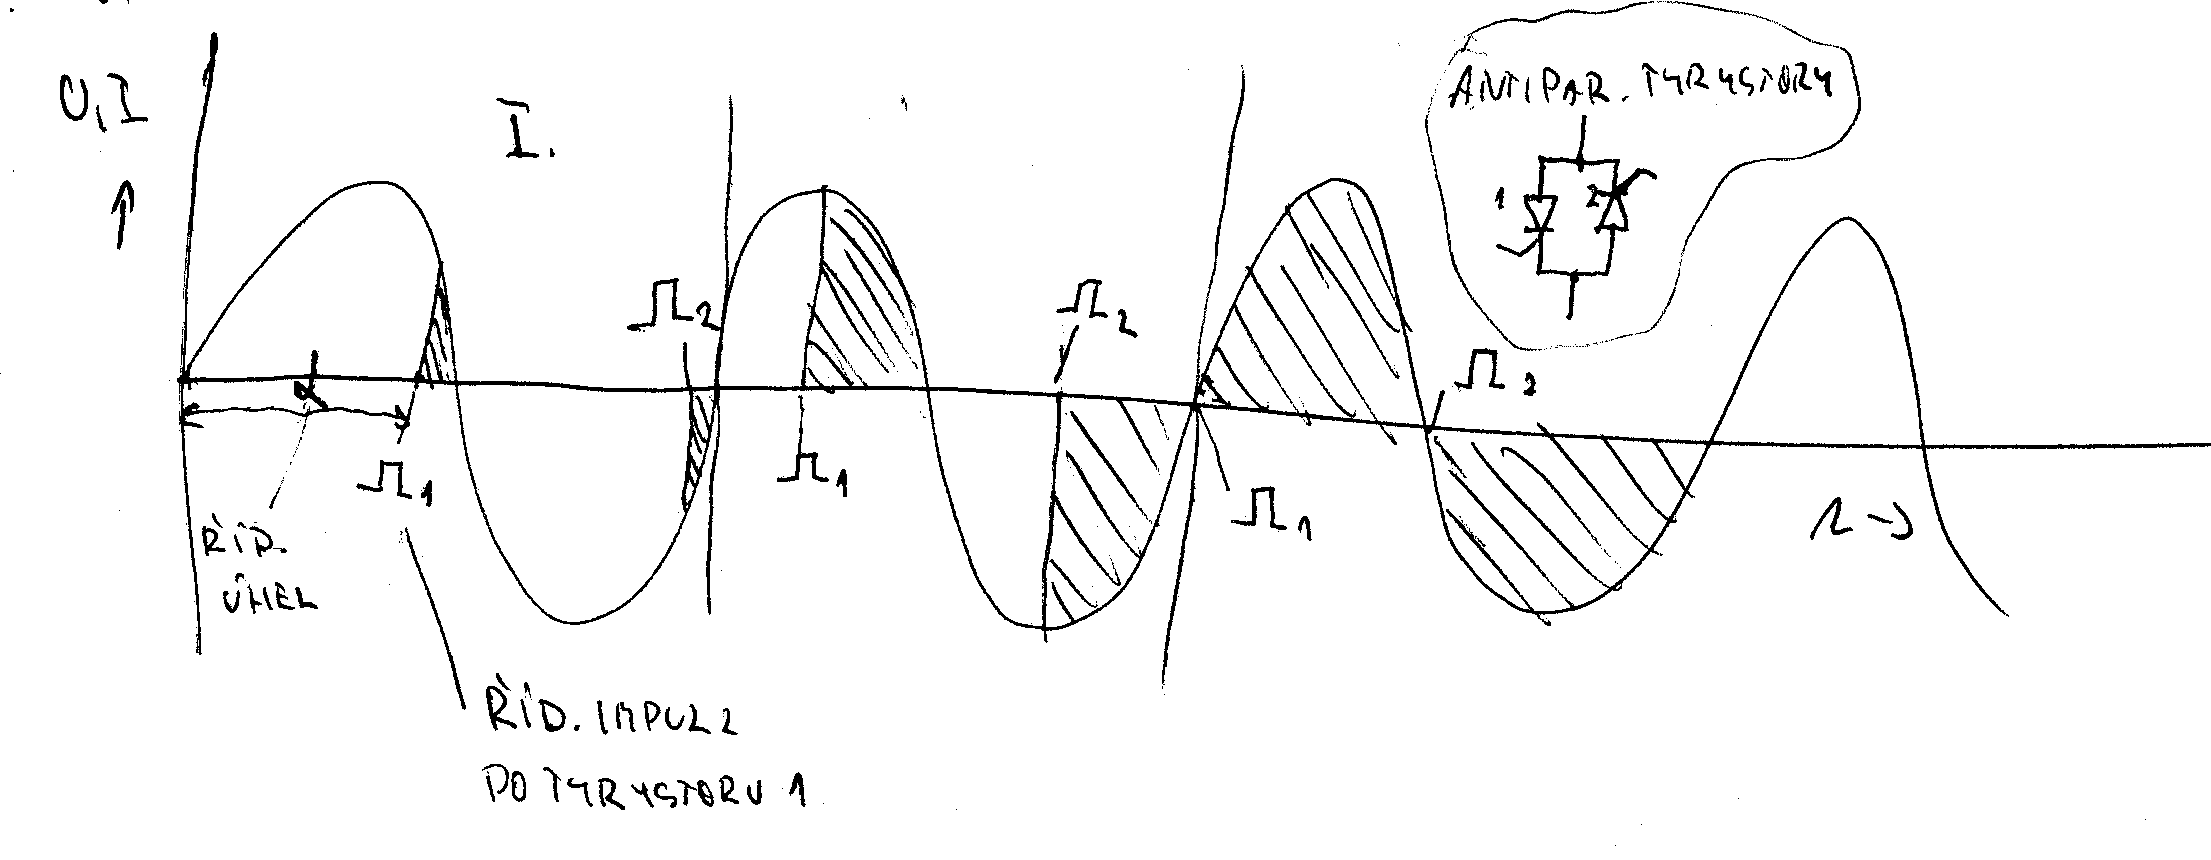 U, I
↑
I.
ANTIPAR. TYRYSTORY
1
2
2
2
2
α
1
1
1
ŘÍD.
ÚHEL
ŘÍD. IMPULZ
DO TYRYSTORU 1